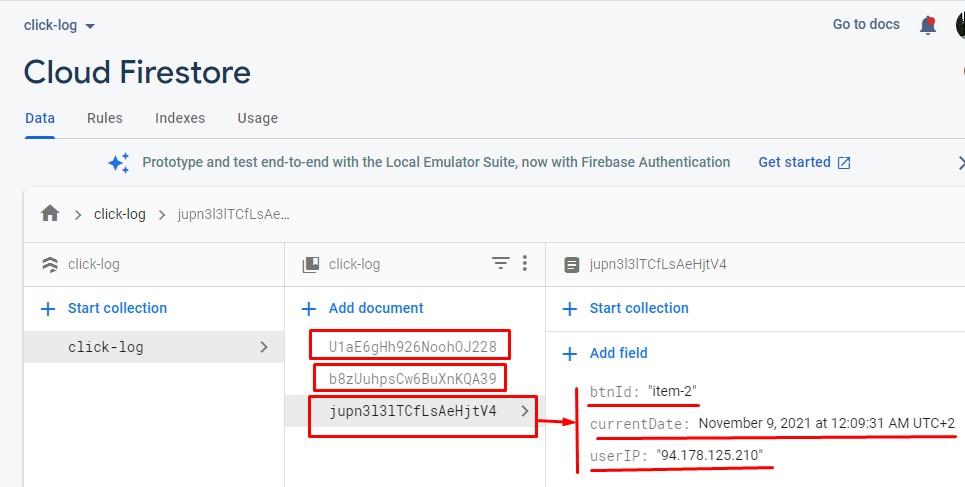 click-log
Go to docs
Cloud Firestore
Data Rules Indexes Usage
Prototype and test end-to-end with the Local Emulator Suite, now with Firebase Authentication Get started
click-log jupn3l3lTCfLsAe...
click-log click-log jupn3l3lTCfLsAeHjtV4
Start collection Add document Start collection
click-log U1aE6gHh926NoohOJ228
Add field
b8zUuhpsCw6BuXnKQA39
btnId: "item-2"
jupn3l3lTCfLsAeHjtV4
currentDate: November 9, 2021 at 12:09:31 AM UTC+2
userIP: "94.178.125.210"